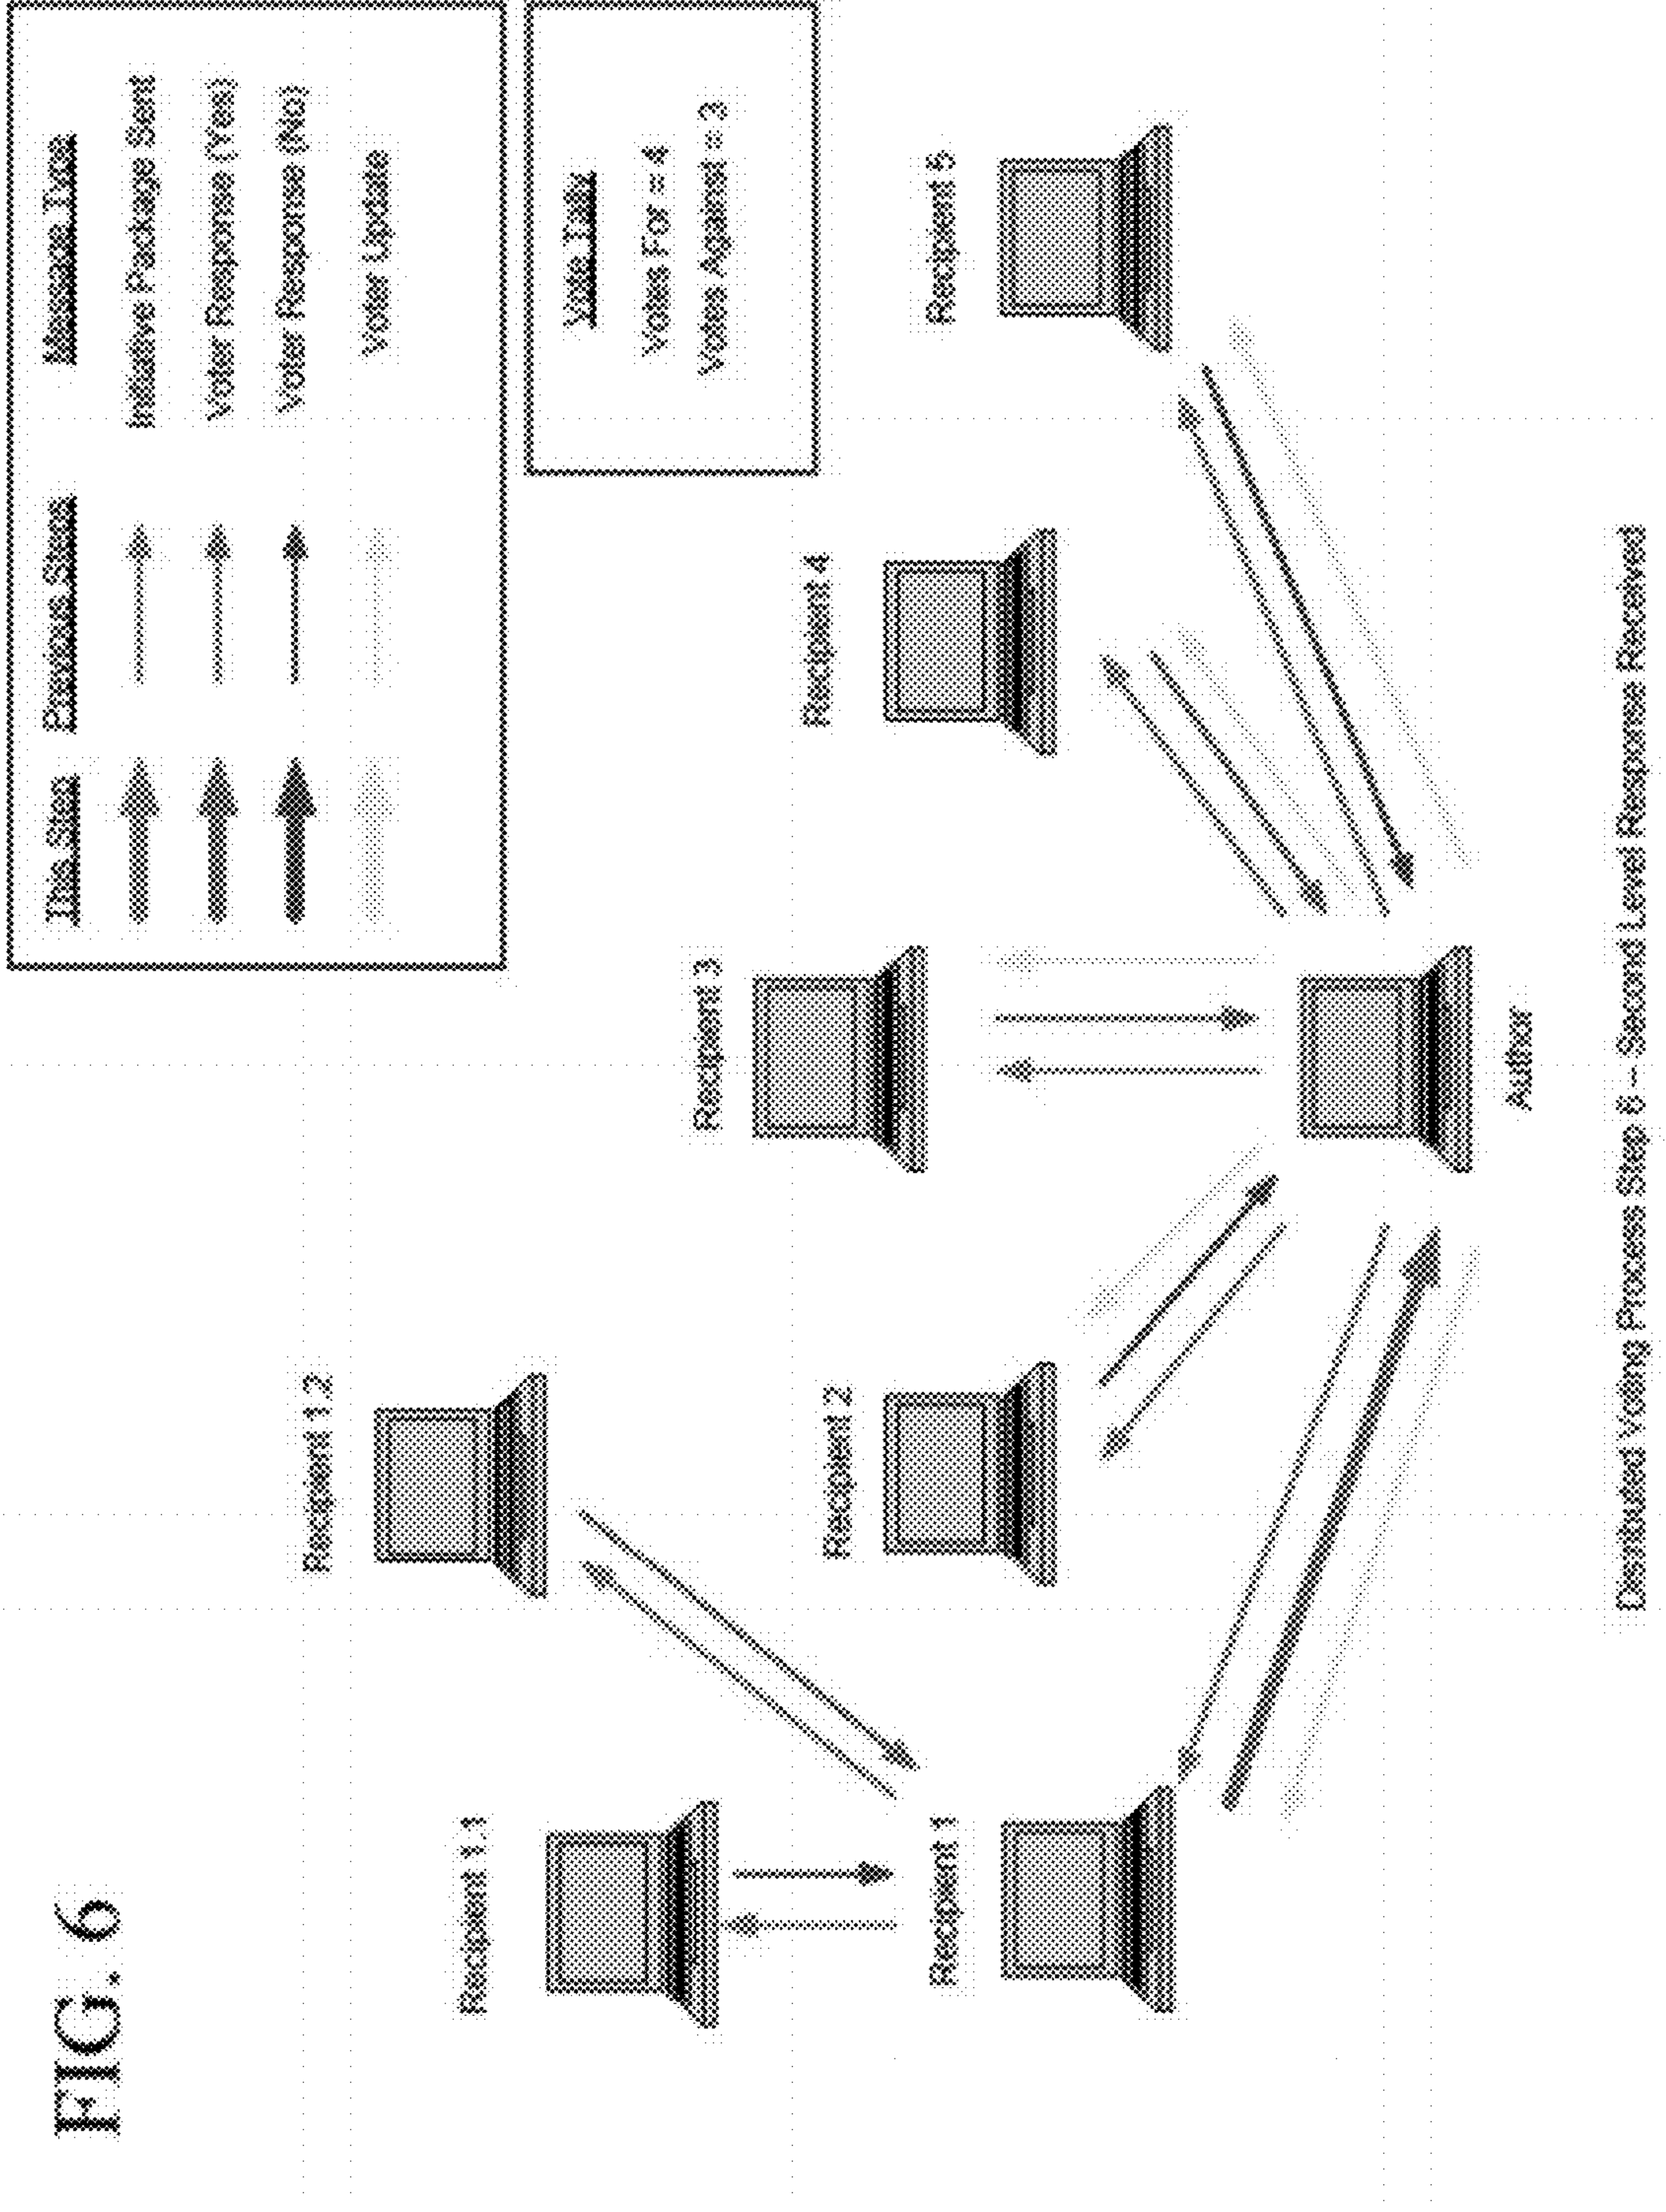 FIG. 6
This Step Previous Steps Message Type
Initiative Package Sent
Voter Response (Yes)
Voter Response (No)
Voter Update
Vote Tally
Votes For = 4
Votes Against = 3
Recipient 1.2
Recipient 1.1
Recipient 3
Recipient 2
Recipient 4
Recipient 1
Recipient 5
Author
Distributed Voting Process Step 6 – Second Level Response Received